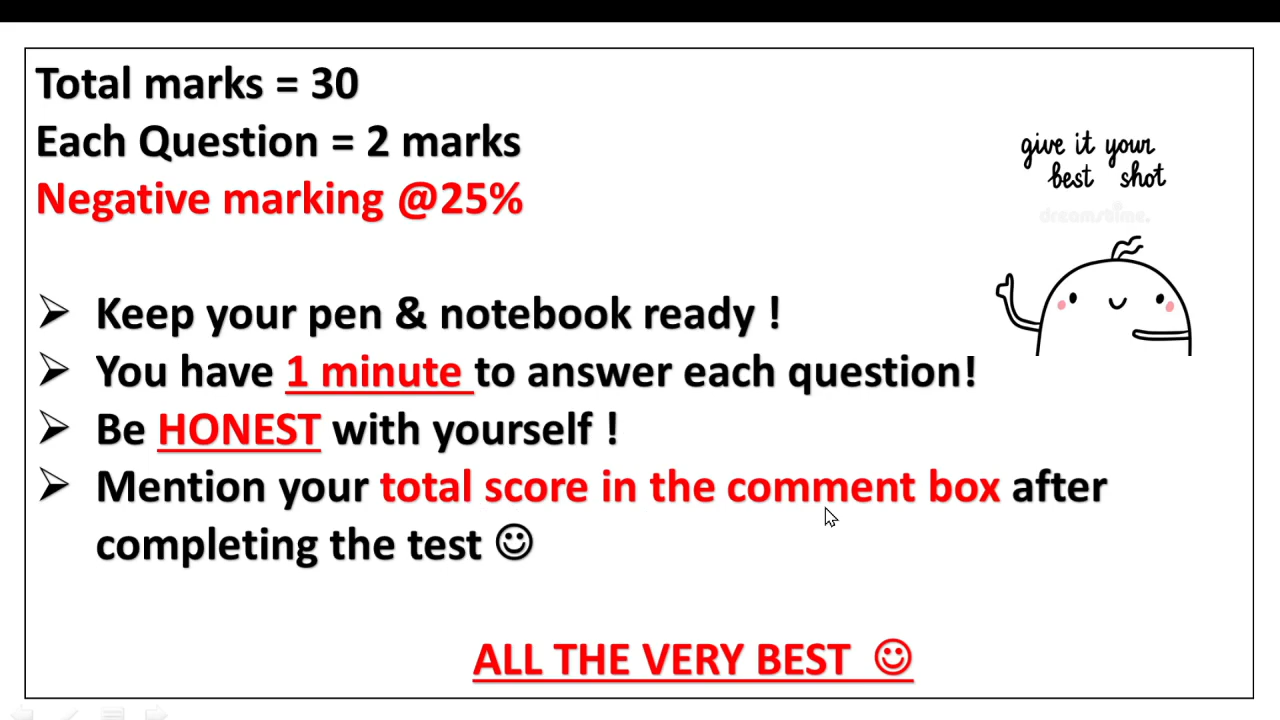 Total marks = 30
Each Question = 2 marks
Negative marking @25%
give it your
best shot
dreamstime.
➢ Keep your pen & notebook ready !
➢ You have 1 minute to answer each question!
➢ Be HONEST with yourself !
➢ Mention your total score in the comment box after
completing the test ☺
ALL THE VERY BEST ☺